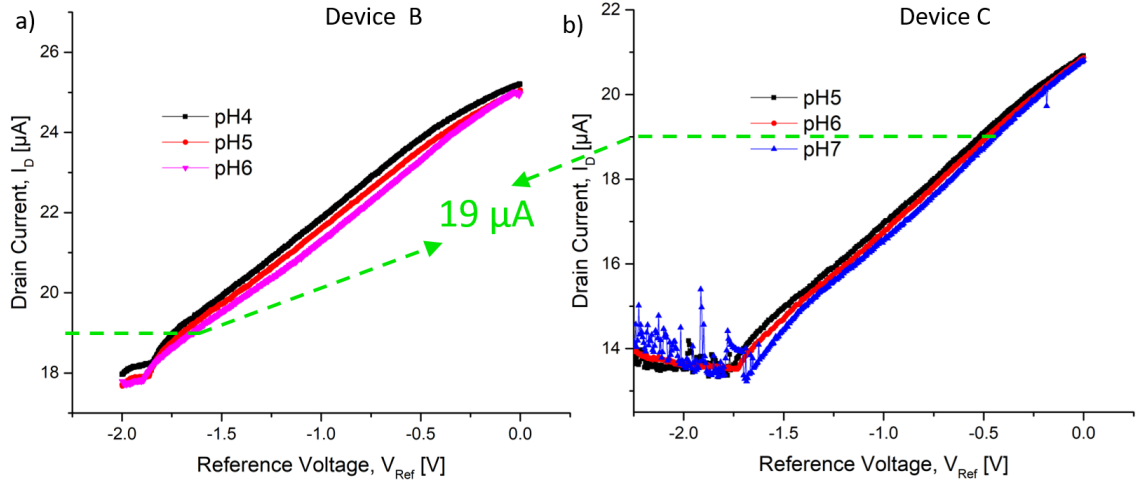 a)
Device B
26
24
22
20
18
Drain Current, I_D [µA]
pH4
pH5
pH6
-2.0
-1.5
-1.0
-0.5
0.0
Reference Voltage, V_Ref [V]
19 µA
b)
Device C
22
20
18
16
14
Drain Current, I_D [µA]
pH5
pH6
pH7
-2.0
-1.5
-1.0
-0.5
0.0
Reference Voltage, V_Ref [V]